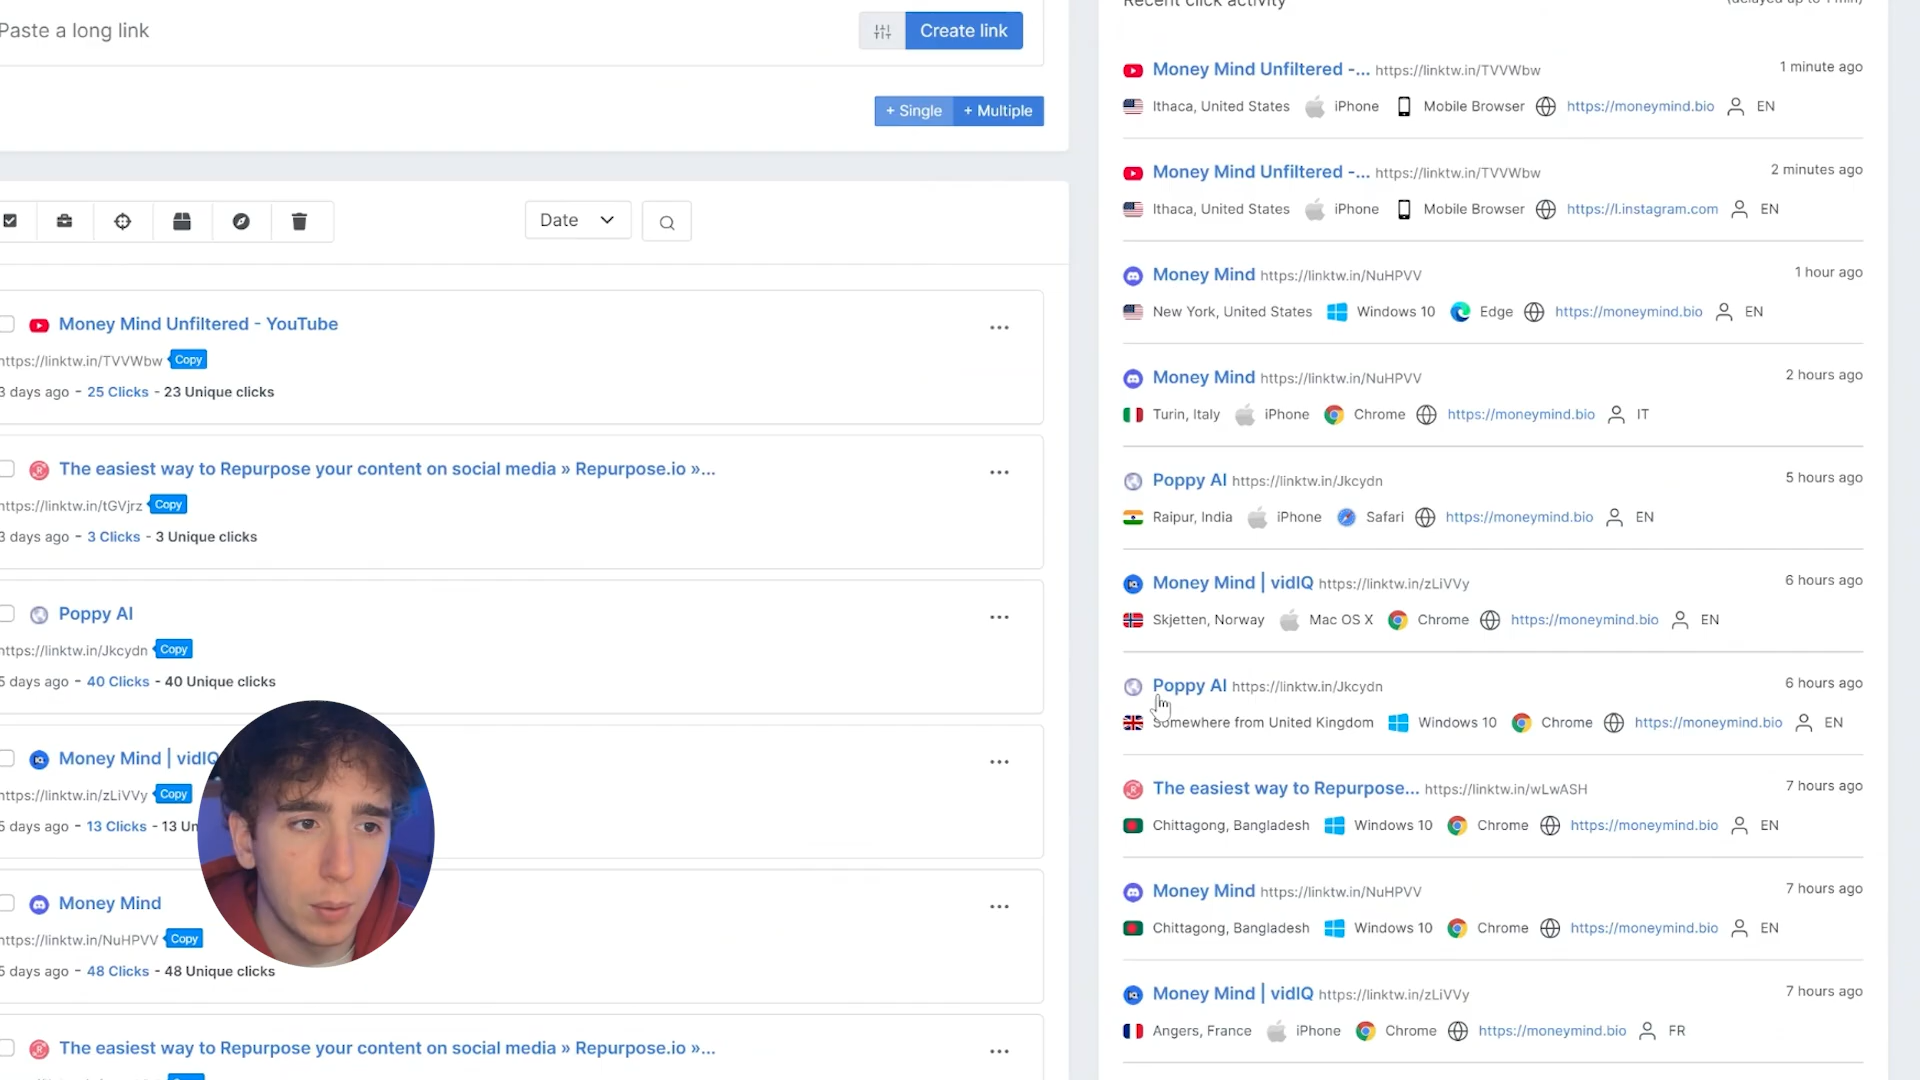 Paste a long link
Create link
+ Single
+ Multiple
Date
Money Mind Unfiltered - YouTube
https://linktw.in/TVVWbw Copy
3 days ago - 25 Clicks - 23 Unique clicks
The easiest way to Repurpose your content on social media » Repurpose.io »...
https://linktw.in/tGVjrz Copy
3 days ago - 3 Clicks - 3 Unique clicks
Poppy AI
https://linktw.in/Jkcydn Copy
5 days ago - 40 Clicks - 40 Unique clicks
Money Mind | vidIQ
https://linktw.in/zLiVVy Copy
5 days ago - 13 Clicks - 13 Un
Money Mind
https://linktw.in/NuHPVV Copy
5 days ago - 48 Clicks - 48 Unique clicks
The easiest way to Repurpose your content on social media » Repurpose.io »...
Recent click activity
(delayed up to 1 min)
Money Mind Unfiltered -... https://linktw.in/TVVWbw 1 minute ago
Ithaca, United States iPhone Mobile Browser https://moneymind.bio EN
Money Mind Unfiltered -... https://linktw.in/TVVWbw 2 minutes ago
Ithaca, United States iPhone Mobile Browser https://l.instagram.com EN
Money Mind https://linktw.in/NuHPVV 1 hour ago
New York, United States Windows 10 Edge https://moneymind.bio EN
Money Mind https://linktw.in/NuHPVV 2 hours ago
Turin, Italy iPhone Chrome https://moneymind.bio IT
Poppy AI https://linktw.in/Jkcydn 5 hours ago
Raipur, India iPhone Safari https://moneymind.bio EN
Money Mind | vidIQ https://linktw.in/zLiVVy 6 hours ago
Skjetten, Norway Mac OS X Chrome https://moneymind.bio EN
Poppy AI https://linktw.in/Jkcydn 6 hours ago
Somewhere from United Kingdom Windows 10 Chrome https://moneymind.bio EN
The easiest way to Repurpose... https://linktw.in/wLwASH 7 hours ago
Chittagong, Bangladesh Windows 10 Chrome https://moneymind.bio EN
Money Mind https://linktw.in/NuHPVV 7 hours ago
Chittagong, Bangladesh Windows 10 Chrome https://moneymind.bio EN
Money Mind | vidIQ https://linktw.in/zLiVVy 7 hours ago
Angers, France iPhone Chrome https://moneymind.bio FR